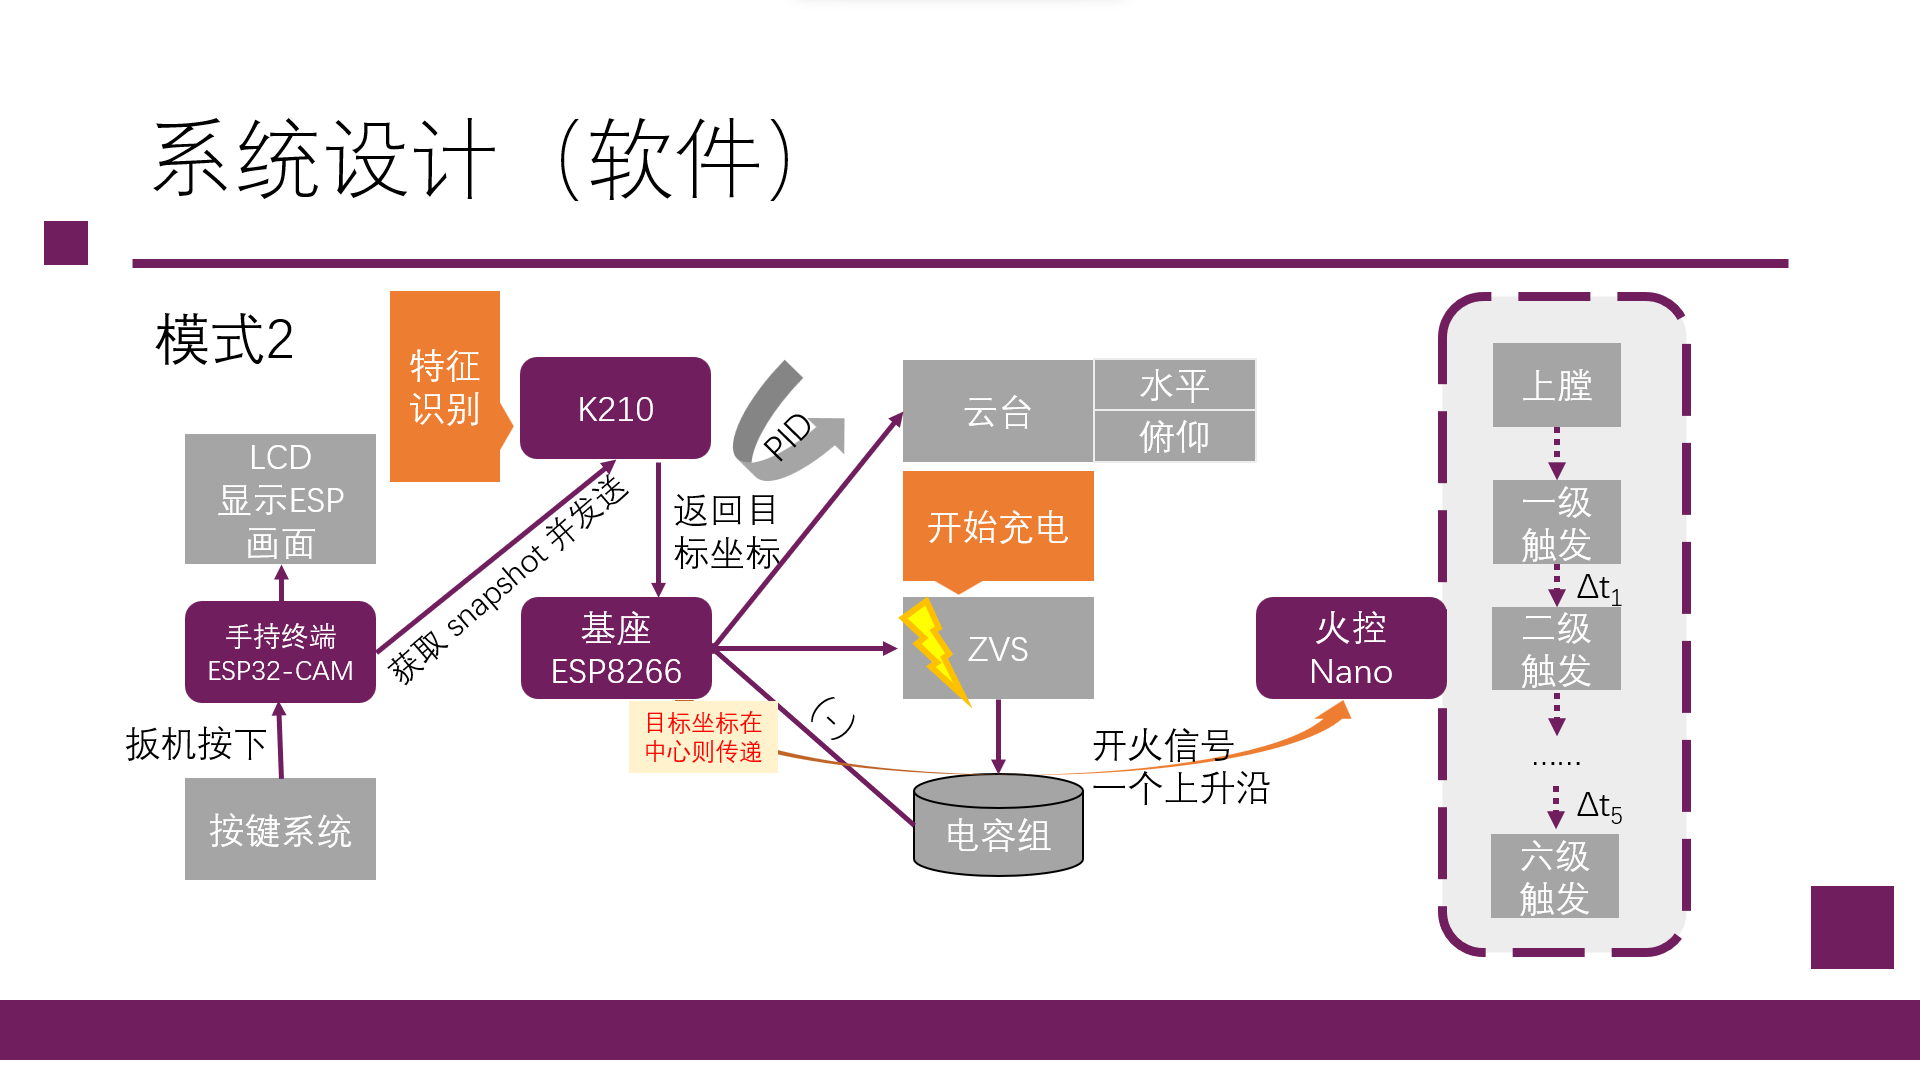 系统设计（软件）
模式2
特征
识别
K210
PID
云台
水平
俯仰
LCD
显示ESP
画面
获取 snapshot 并发送
返回目
标坐标
开始充电
手持终端
ESP32-CAM
基座
ESP8266
ZVS
火控
Nano
目标坐标在
中心则传递
扳机按下
按键系统
开火信号
一个上升沿
电容组
上膛
一级
触发
Δt1
二级
触发
......
Δt5
六级
触发